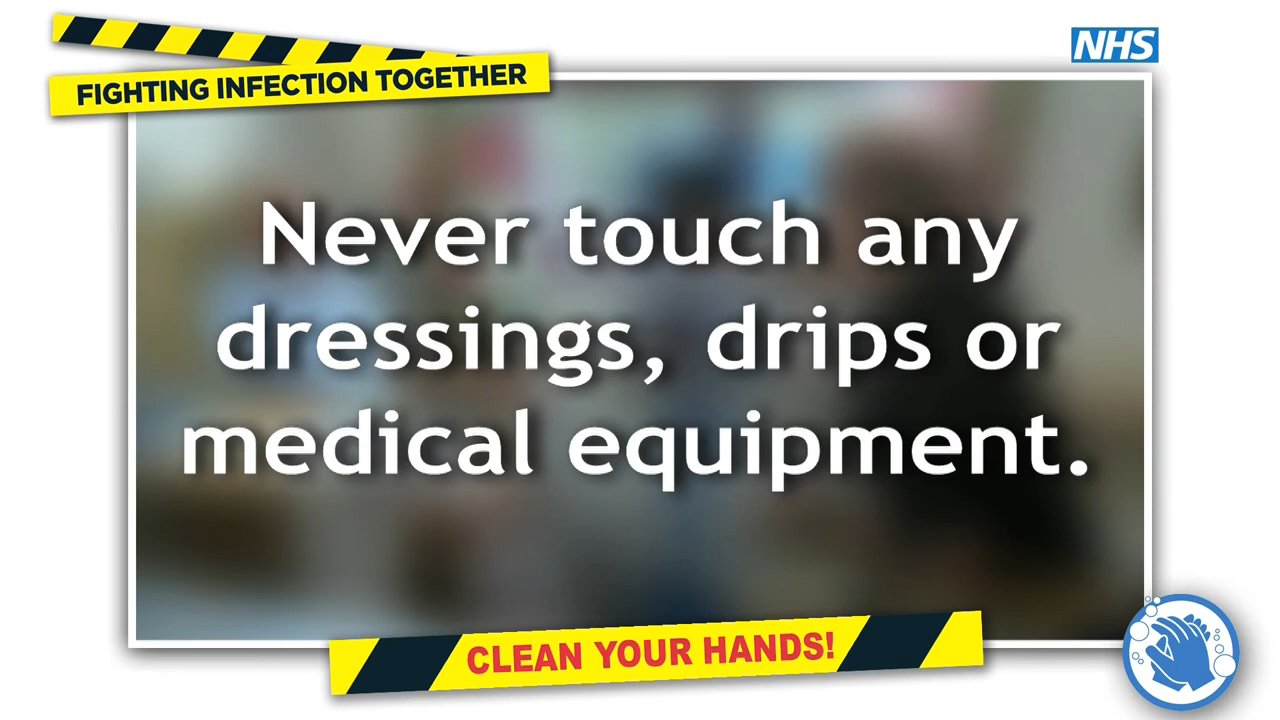 NHS
FIGHTING INFECTION TOGETHER
Never touch any
dressings, drips or
medical equipment.
CLEAN YOUR HANDS!